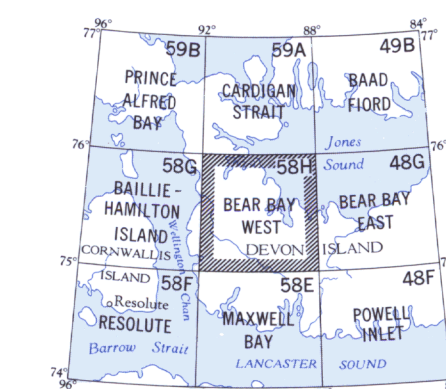 96° 92° 88° 84°
77° 77°
59B 59A 49B
PRINCE ALFRED BAY
CARDIGAN STRAIT
BAAD FIORD
Jones Sound
76° 76°
58G 58H 48G
BAILLIE-
HAMILTON
ISLAND
BEAR BAY
WEST
BEAR BAY
EAST
CORNWALLIS ISLAND
DEVON ISLAND
Wellington Chan
75°
58F 58E 48F
Resolute
RESOLUTE
MAXWELL
BAY
POWELL
INLET
Barrow Strait
LANCASTER SOUND
74°
96°